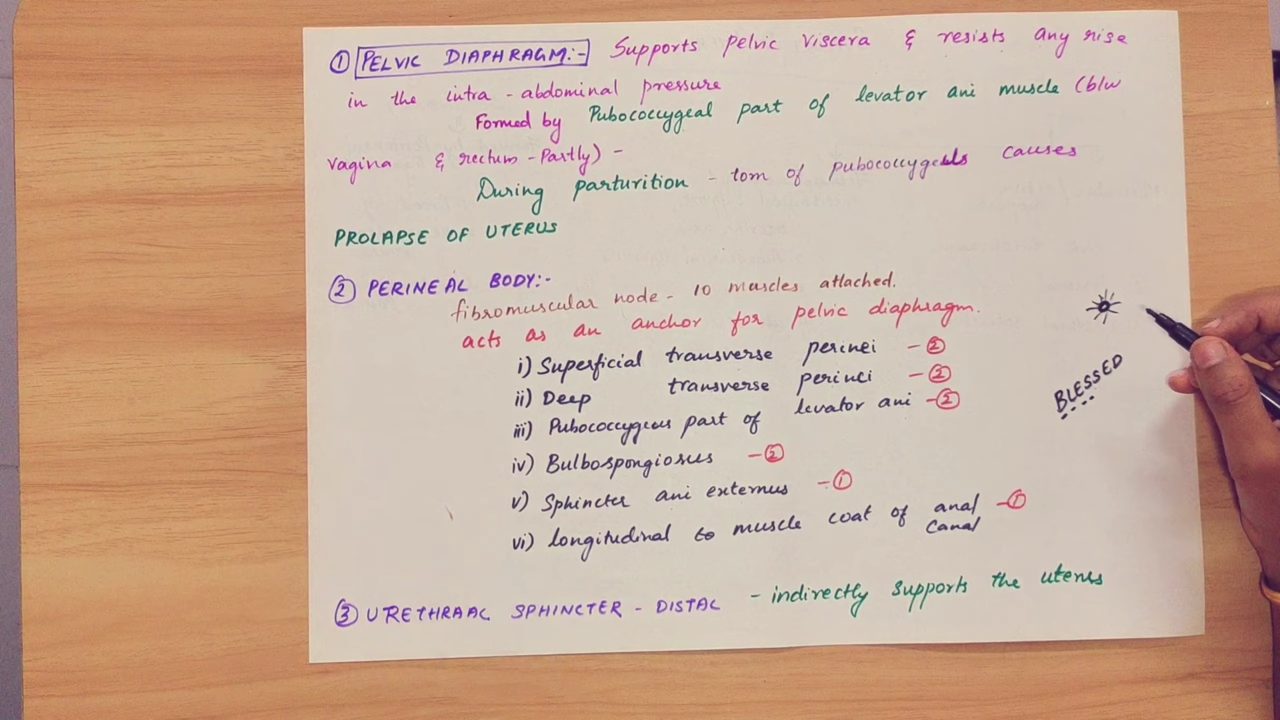 ① PELVIC DIAPHRAGM:- Supports pelvic viscera & resists any rise
in the intra-abdominal pressure
Formed by Pubococcygeal part of levator ani muscle (blw
vagina & rectum - Partly) -
During parturition - torn of pubococcygeus causes
PROLAPSE OF UTERUS
② PERINEAL BODY:-
fibromuscular node - 10 muscles attached.
acts as an anchor for pelvic diaphragm.
i) Superficial transverse perinei - ②
ii) Deep transverse perinei - ②
iii) Pubococcygeus part of levator ani - ②
iv) Bulbospongiosus - ②
v) Sphincter ani externus - ①
vi) longitudinal to muscle coat of anal - ①
canal
BLESSED
③ URETHRAAL SPHINCTER - DISTAL - indirectly supports the uterus